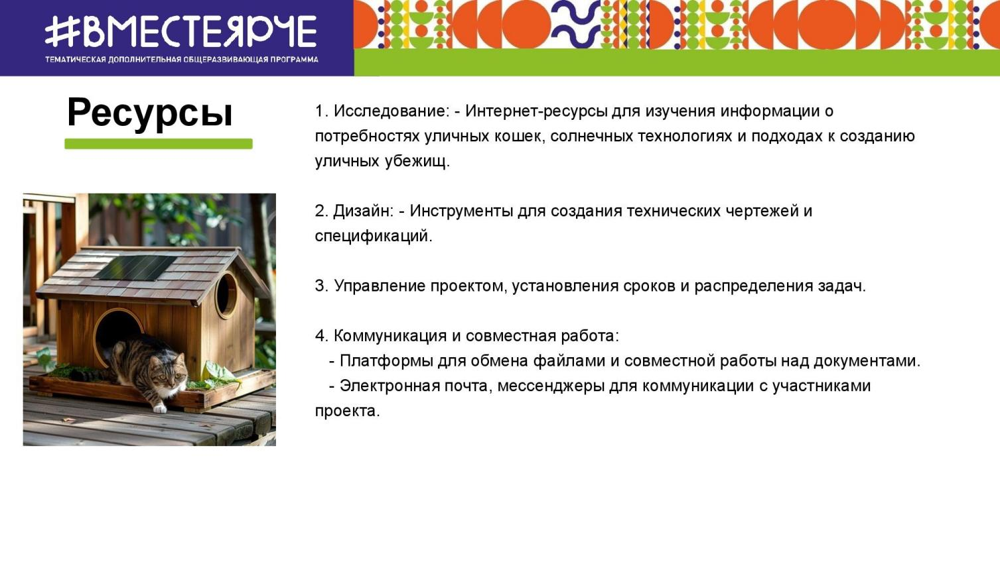 #ВМЕСТЕЯРЧЕ
ТЕМАТИЧЕСКАЯ ДОПОЛНИТЕЛЬНАЯ ОБЩЕРАЗВИВАЮЩАЯ ПРОГРАММА
Ресурсы
1. Исследование: - Интернет-ресурсы для изучения информации о
потребностях уличных кошек, солнечных технологиях и подходах к созданию
уличных убежищ.
2. Дизайн: - Инструменты для создания технических чертежей и
спецификаций.
3. Управление проектом, установления сроков и распределения задач.
4. Коммуникация и совместная работа:
- Платформы для обмена файлами и совместной работы над документами.
- Электронная почта, мессенджеры для коммуникации с участниками
проекта.